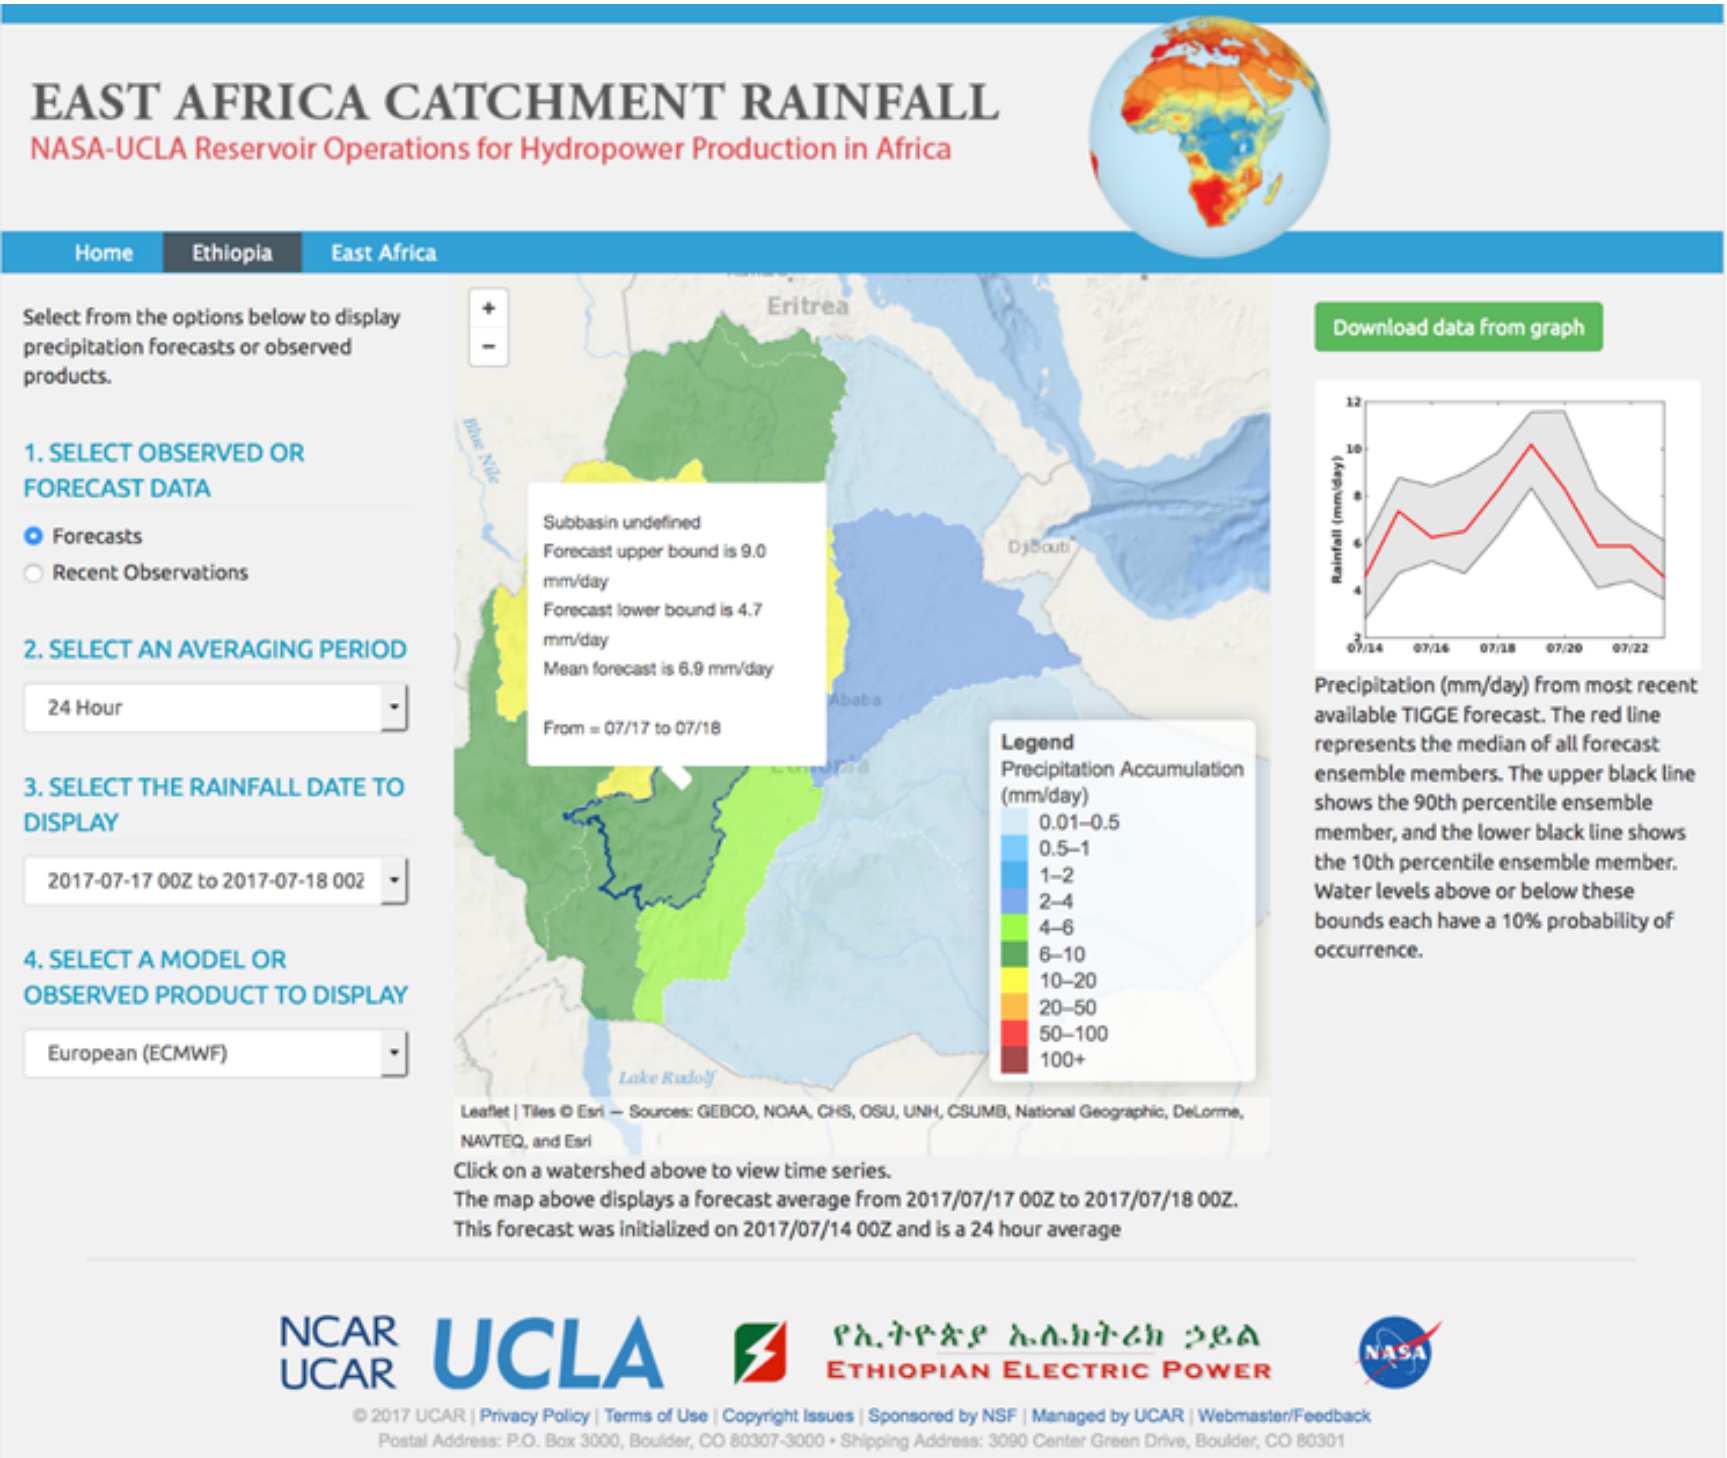 EAST AFRICA CATCHMENT RAINFALL
NASA-UCLA Reservoir Operations for Hydropower Production in Africa
Home
Ethiopia
East Africa
Select from the options below to display
precipitation forecasts or observed
products.
1. SELECT OBSERVED OR
FORECAST DATA
Forecasts
Recent Observations
2. SELECT AN AVERAGING PERIOD
24 Hour
3. SELECT THE RAINFALL DATE TO
DISPLAY
2017-07-17 00Z to 2017-07-18 00Z
4. SELECT A MODEL OR
OBSERVED PRODUCT TO DISPLAY
European (ECMWF)
+
−
Eritrea
Blue Nile
Djibouti
Ababa
Ethiopia
Lake Rudolf
Subbasin undefined
Forecast upper bound is 9.0
mm/day
Forecast lower bound is 4.7
mm/day
Mean forecast is 6.9 mm/day
From = 07/17 to 07/18
Legend
Precipitation Accumulation
(mm/day)
0.01–0.5
0.5–1
1–2
2–4
4–6
6–10
10–20
20–50
50–100
100+
Leaflet | Tiles © Esri — Sources: GEBCO, NOAA, CHS, OSU, UNH, CSUMB, National Geographic, DeLorme,
NAVTEQ, and Esri
Click on a watershed above to view time series.
The map above displays a forecast average from 2017/07/17 00Z to 2017/07/18 00Z.
This forecast was initialized on 2017/07/14 00Z and is a 24 hour average
Download data from graph
Rainfall (mm/day)
12
10
8
6
4
2
07/14 07/16 07/18 07/20 07/22
Precipitation (mm/day) from most recent
available TIGGE forecast. The red line
represents the median of all forecast
ensemble members. The upper black line
shows the 90th percentile ensemble
member, and the lower black line shows
the 10th percentile ensemble member.
Water levels above or below these
bounds each have a 10% probability of
occurrence.
NCAR
UCAR
UCLA
የኢትዮጵያ ኤሌክትሪክ ኃይል
ETHIOPIAN ELECTRIC POWER
NASA
© 2017 UCAR | Privacy Policy | Terms of Use | Copyright Issues | Sponsored by NSF | Managed by UCAR | Webmaster/Feedback
Postal Address: P.O. Box 3000, Boulder, CO 80307-3000 • Shipping Address: 3090 Center Green Drive, Boulder, CO 80301